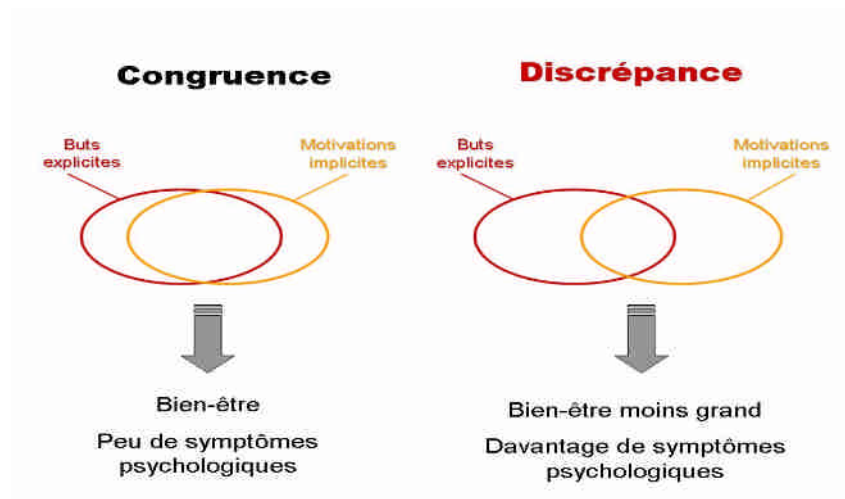 Congruence
Buts
explicites
Motivations
implicites
Bien-être
Peu de symptômes
psychologiques
Discrépance
Buts
explicites
Motivations
implicites
Bien-être moins grand
Davantage de symptômes
psychologiques